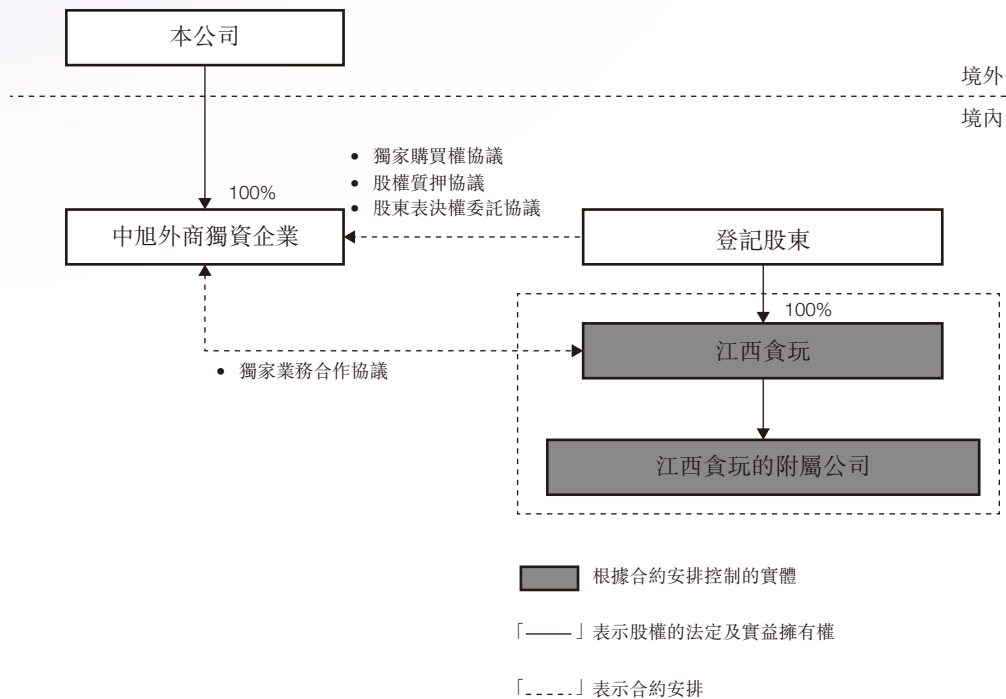 本公司
境外
境內
• 獨家購買權協議
• 股權質押協議
• 股東表決權委託協議
100%
中旭外商獨資企業
登記股東
100%
江西貪玩
• 獨家業務合作協議
江西貪玩的附屬公司
根據合約安排控制的實體
「——」表示股權的法定及實益擁有權
「-----」表示合約安排